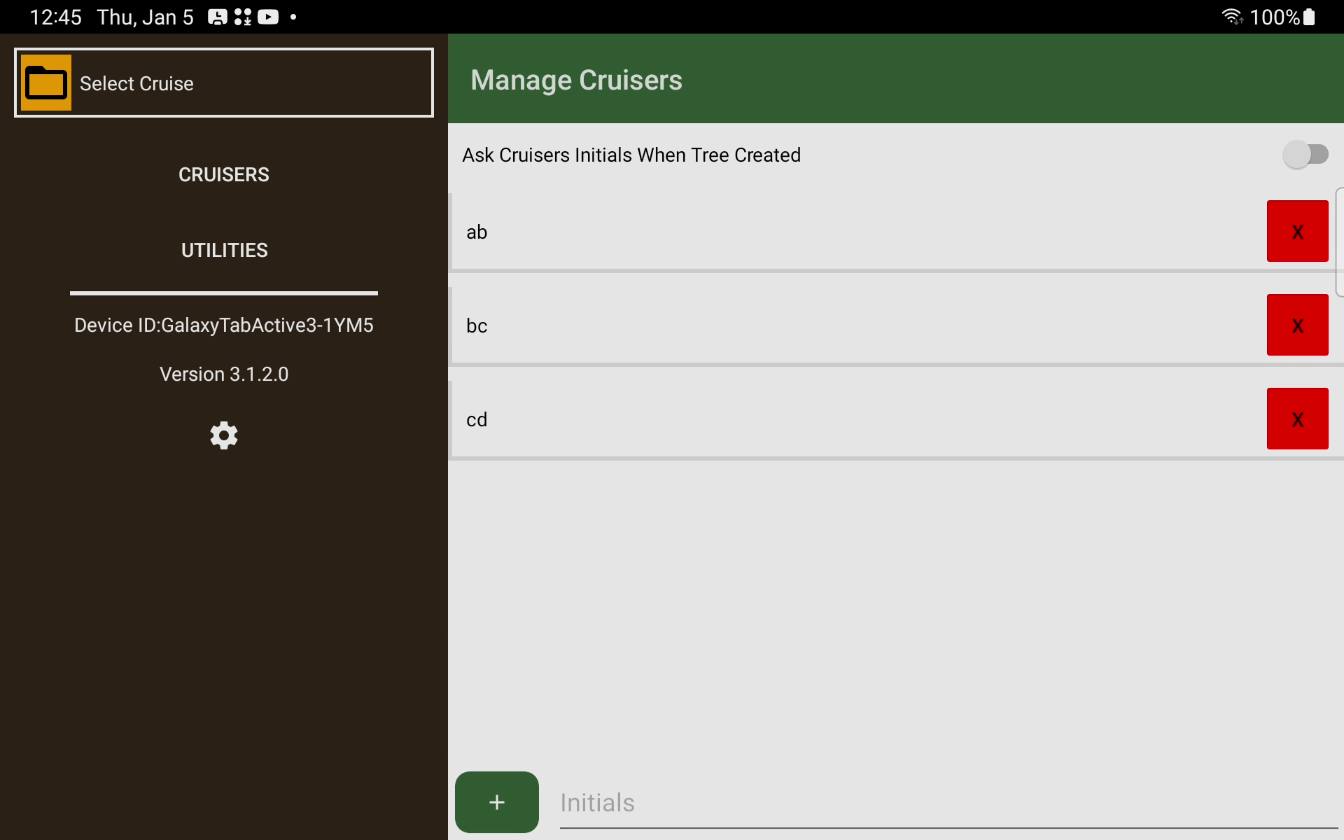 12:45 Thu, Jan 5
100%
Select Cruise
CRUISERS
UTILITIES
Device ID:GalaxyTabActive3-1YM5
Version 3.1.2.0
Manage Cruisers
Ask Cruisers Initials When Tree Created
ab X
bc X
cd X
+ Initials